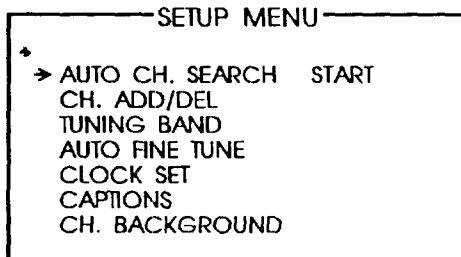 SETUP MENU
AUTO CH. SEARCH START
CH. ADD/DEL
TUNING BAND
AUTO FINE TUNE
CLOCK SET
CAPTIONS
CH. BACKGROUND